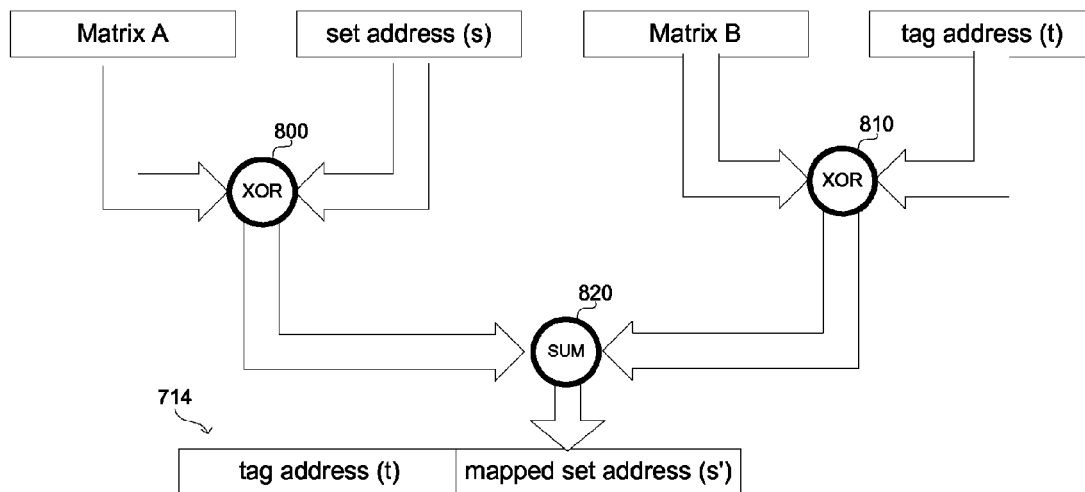 Matrix A
set address (s)
Matrix B
tag address (t)
800
XOR
810
XOR
820
SUM
714
tag address (t)
mapped set address (s')